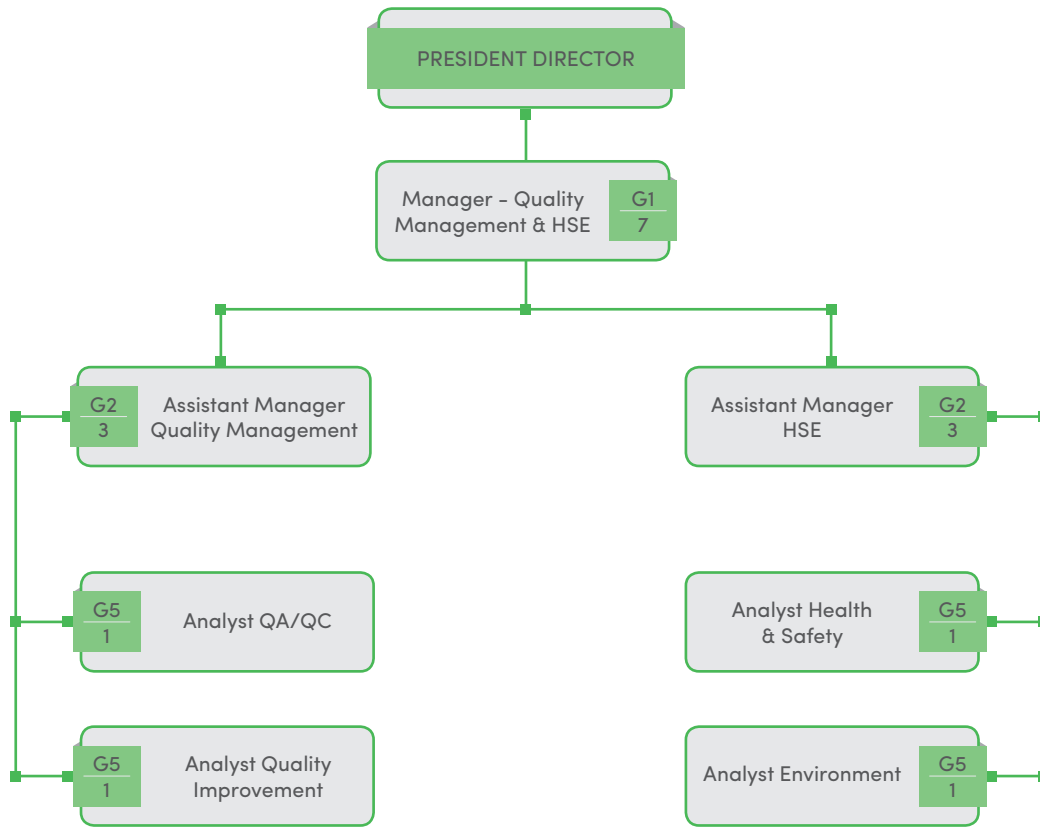 PRESIDENT DIRECTOR
Manager - Quality
Management & HSE
G1
7
G2
3
Assistant Manager
Quality Management
Assistant Manager
HSE
G2
3
G5
1
Analyst QA/QC
Analyst Health
& Safety
G5
1
G5
1
Analyst Quality
Improvement
Analyst Environment
G5
1